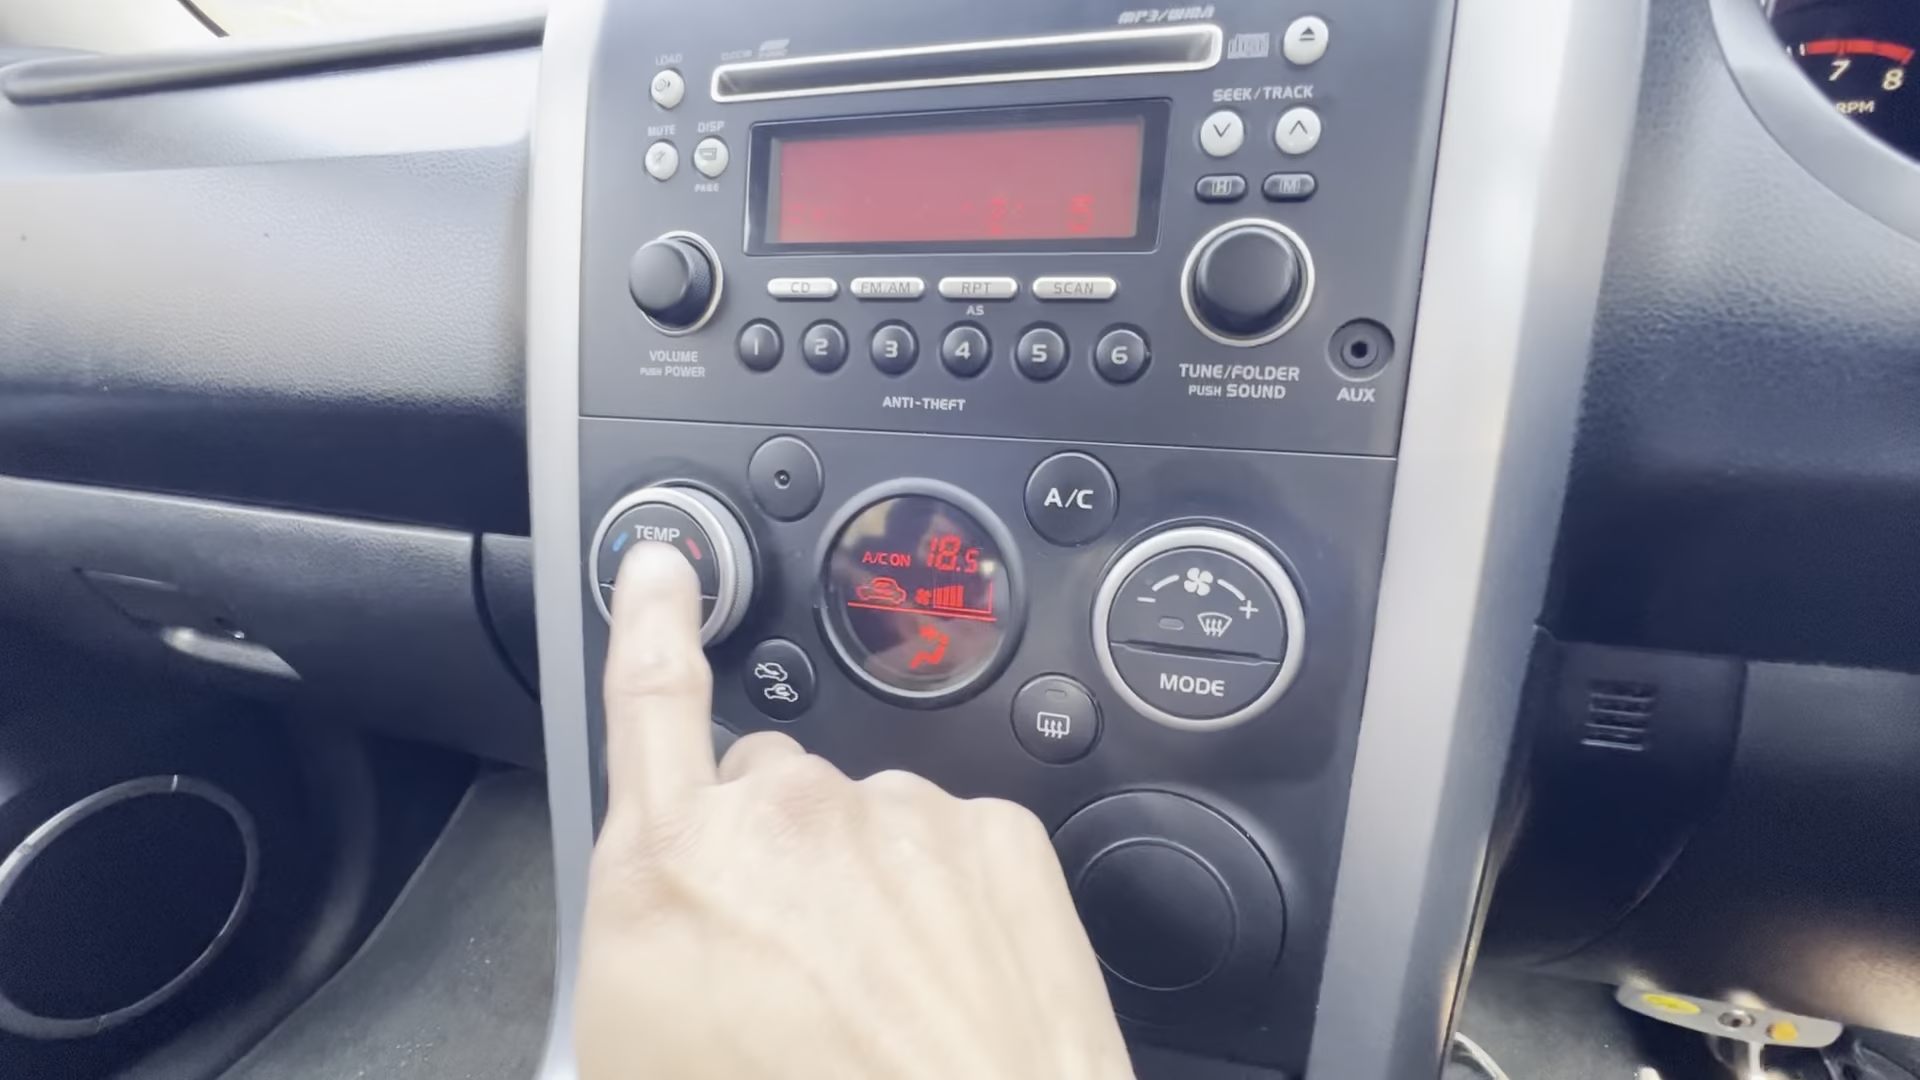 MP3/WMA
LOAD
SEEK/TRACK
7
8
RPM
MUTE
DISP
PAGE
H
M
CD
FM/AM
RPT
SCAN
AS
1
2
3
4
5
6
VOLUME
PUSH POWER
TUNE/FOLDER
PUSH SOUND
AUX
ANTI-THEFT
A/C
TEMP
A/C ON 18.5
- +
MODE